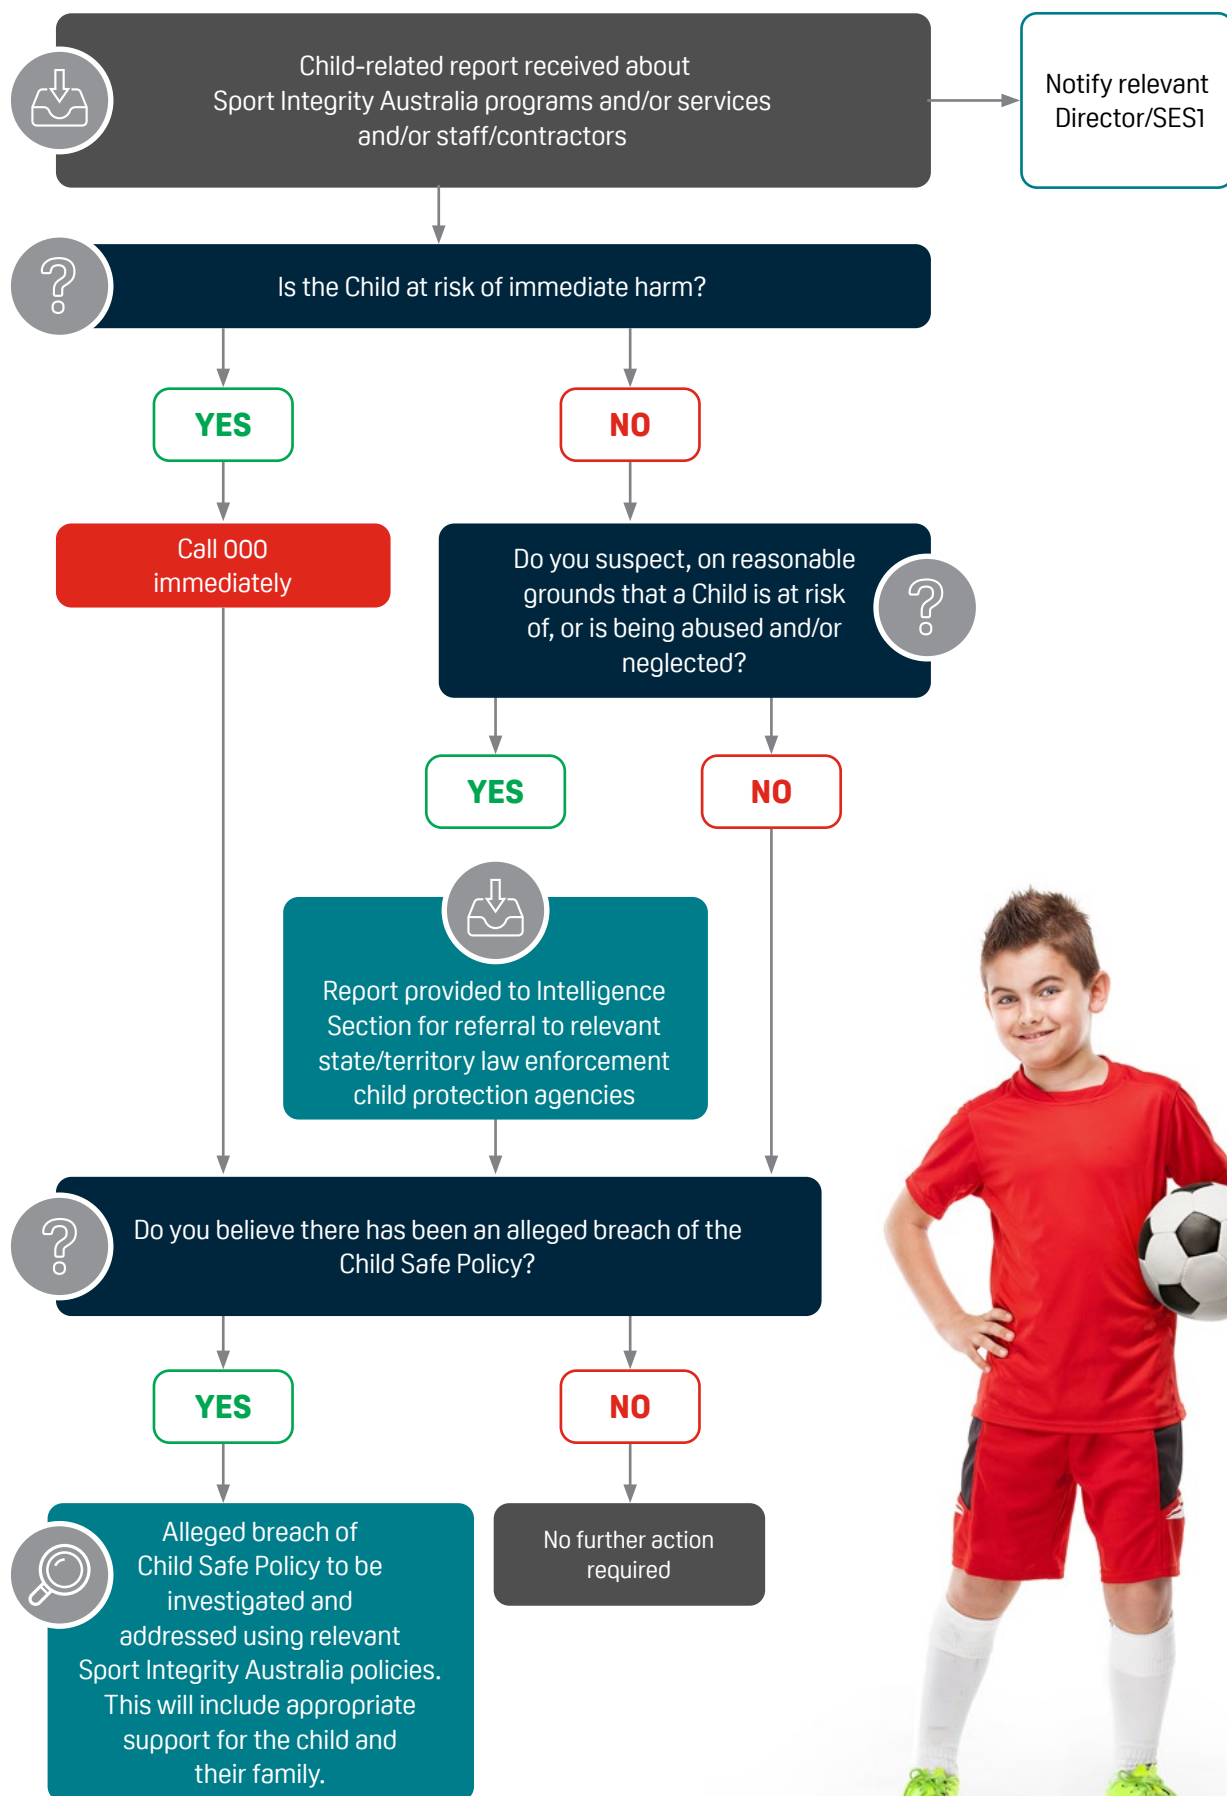 Child-related report received about
Sport Integrity Australia programs and/or services
and/or staff/contractors
Notify relevant
Director/SES1
Is the Child at risk of immediate harm?
YES
NO
Call 000
immediately
Do you suspect, on reasonable
grounds that a Child is at risk
of, or is being abused and/or
neglected?
YES
NO
Report provided to Intelligence
Section for referral to relevant
state/territory law enforcement
child protection agencies
Do you believe there has been an alleged breach of the
Child Safe Policy?
YES
NO
Alleged breach of
Child Safe Policy to be
investigated and
addressed using relevant
Sport Integrity Australia policies.
This will include appropriate
support for the child and
their family.
No further action
required